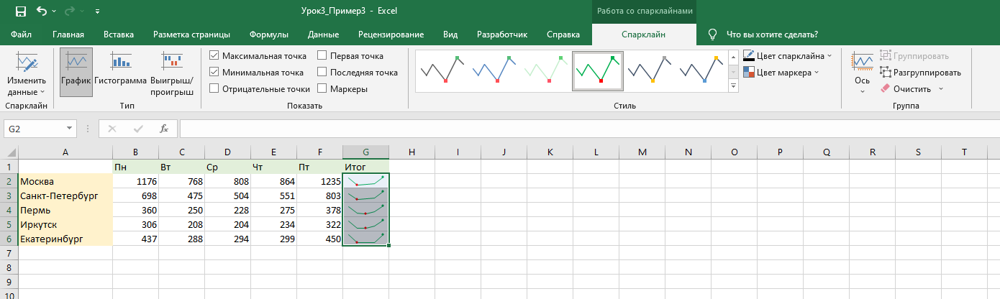 Урок3_Пример3 - Excel
Работа со спарклайнами
Файл Главная Вставка Разметка страницы Формулы Данные Рецензирование Вид Разработчик Справка Спарклайн Что вы хотите сделать?
Изменить данные
Спарклайн
График Гистограмма Выигрыш/проигрыш
Тип
Максимальная точка Первая точка
Минимальная точка Последняя точка
Отрицательные точки Маркеры
Показать
Стиль
Цвет спарклайна
Цвет маркера
Ось
Группировать
Разгруппировать
Очистить
Группа
G2 fx
A B C D E F G H I J K L M N O P Q R S T
1 Пн Вт Ср Чт Пт Итог
2 Москва 1176 768 808 864 1235
3 Санкт-Петербург 698 475 504 551 803
4 Пермь 360 250 228 275 378
5 Иркутск 306 208 204 234 322
6 Екатеринбург 437 288 294 299 450
7
8
9
10